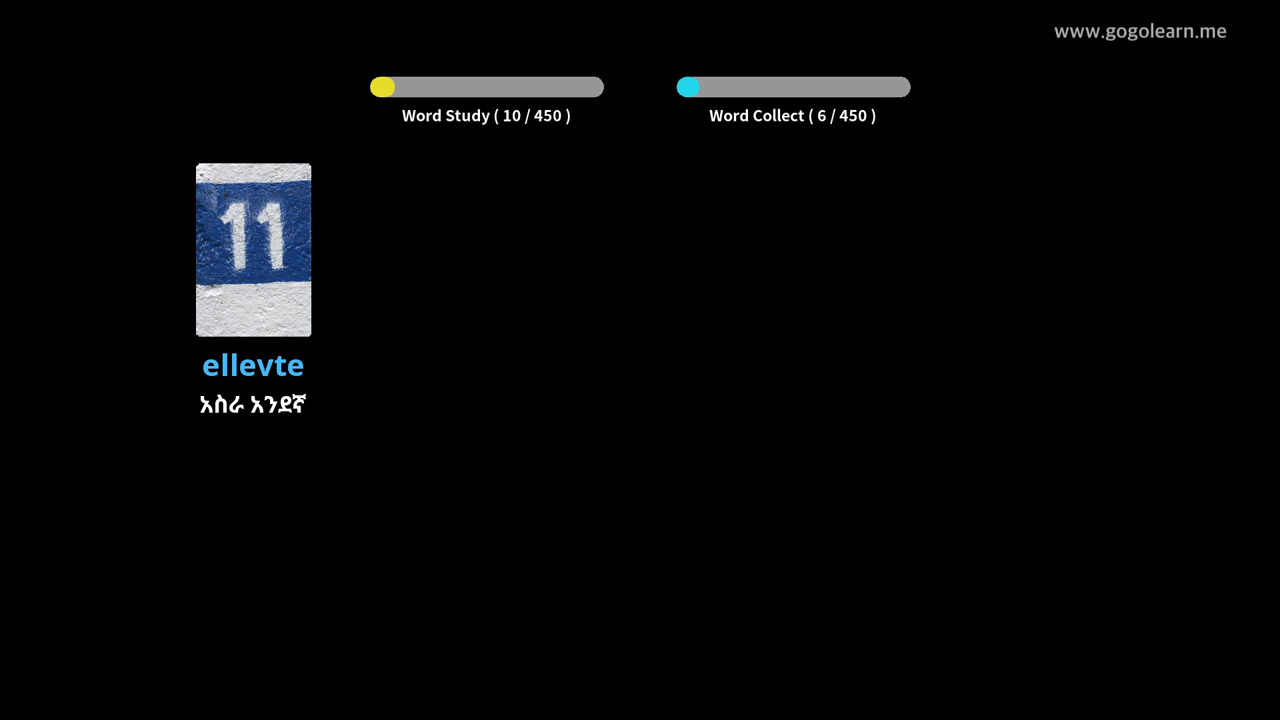 www.gogolearn.me
Word Study ( 10 / 450 )
Word Collect ( 6 / 450 )
11
ellevte
አስራ አንደኛ